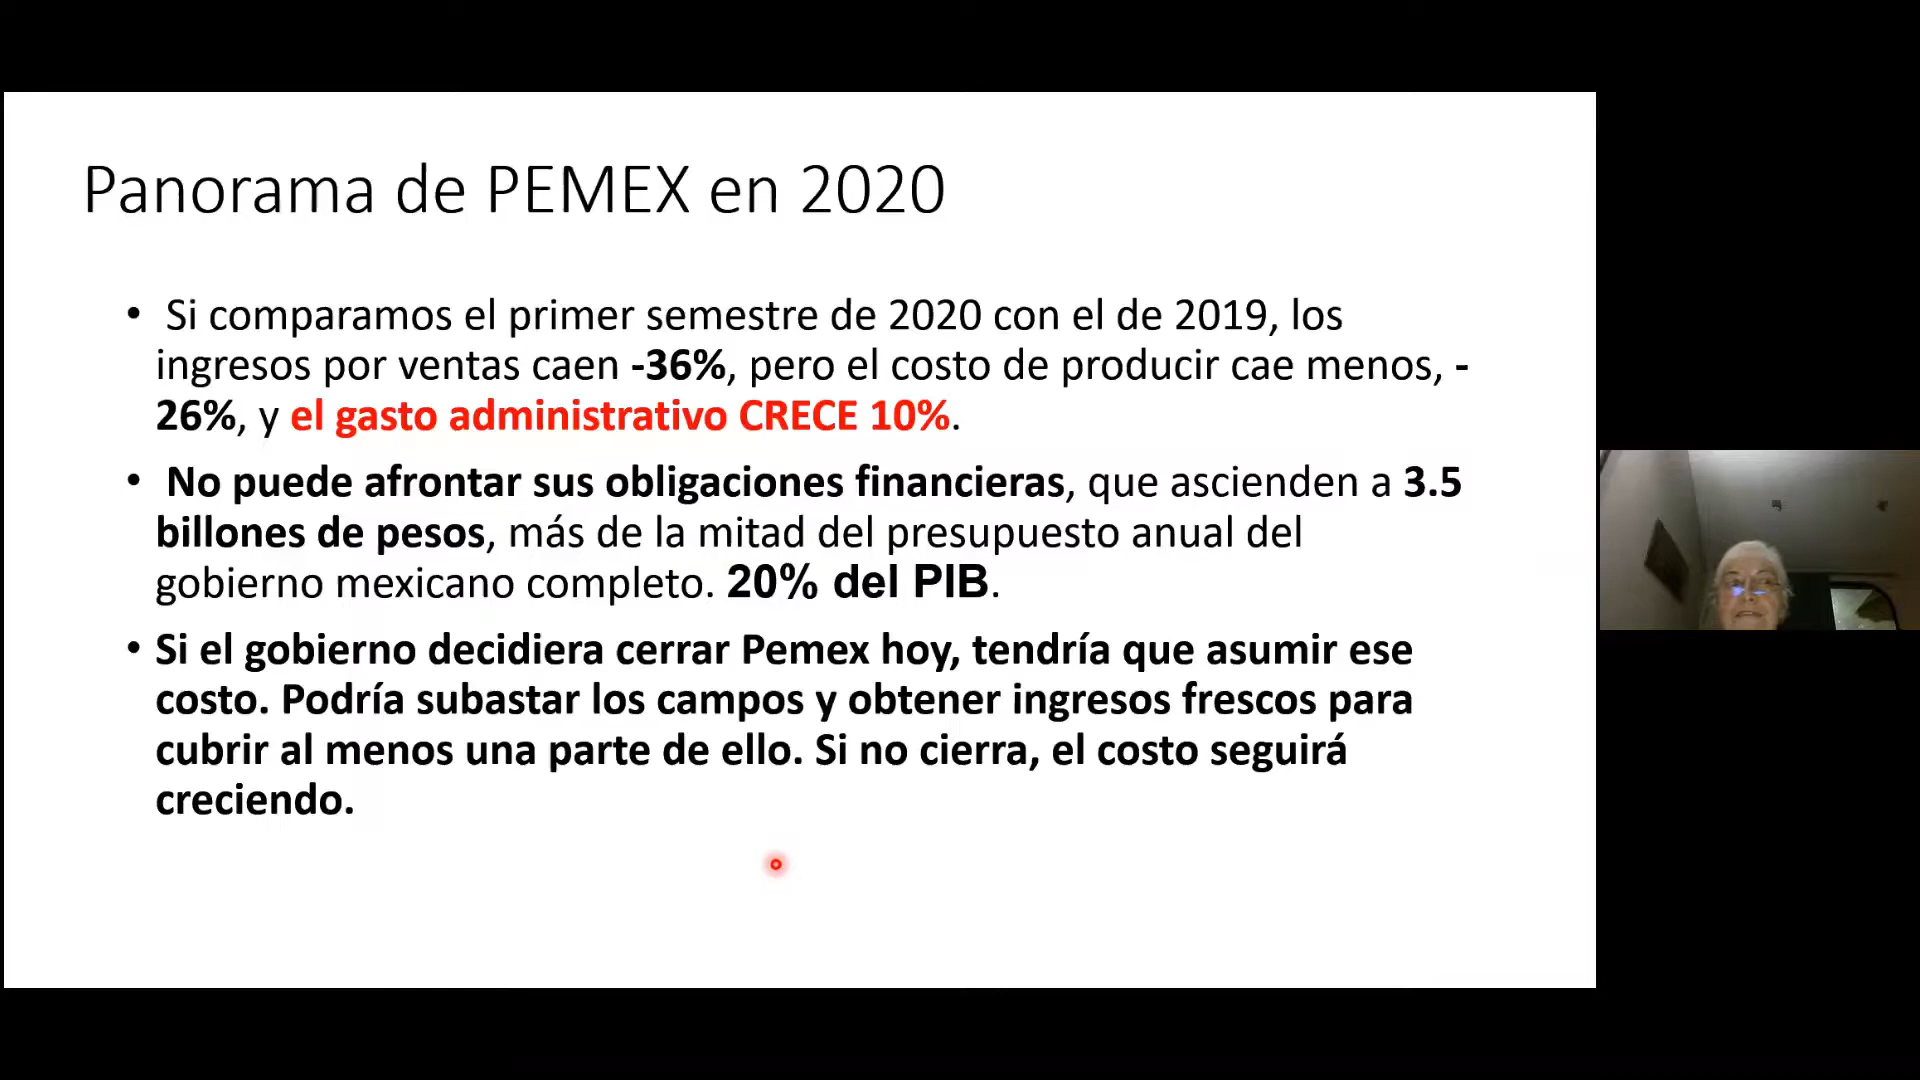 Panorama de PEMEX en 2020
• Si comparamos el primer semestre de 2020 con el de 2019, los
ingresos por ventas caen -36%, pero el costo de producir cae menos, -
26%, y el gasto administrativo CRECE 10%.
• No puede afrontar sus obligaciones financieras, que ascienden a 3.5
billones de pesos, más de la mitad del presupuesto anual del
gobierno mexicano completo. 20% del PIB.
• Si el gobierno decidiera cerrar Pemex hoy, tendría que asumir ese
costo. Podría subastar los campos y obtener ingresos frescos para
cubrir al menos una parte de ello. Si no cierra, el costo seguirá
creciendo.